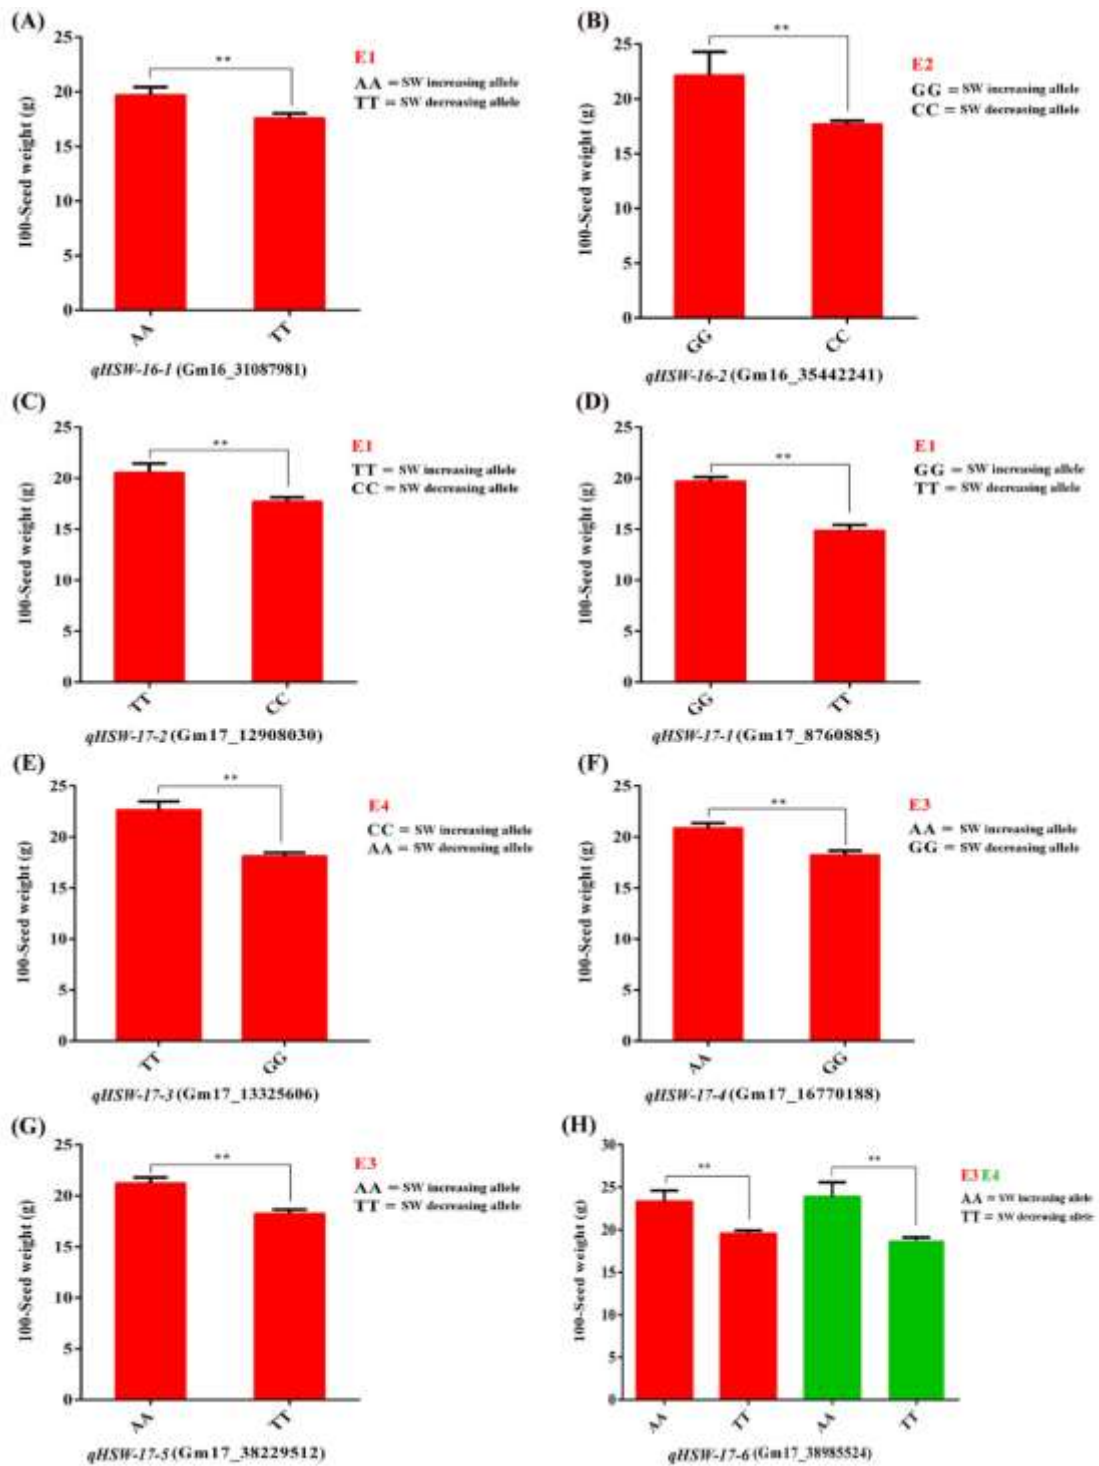 (A)
25
20
15
10
5
0
100-Seed weight (g)
**
E1
AA = SW increasing allele
TT = SW decreasing allele
AA
TT
qHSW-16-1 (Gm16_31087981)
(B)
25
20
15
10
5
0
100-Seed weight (g)
**
E2
GG = SW increasing allele
CC = SW decreasing allele
GG
CC
qHSW-16-2 (Gm16_35442241)
(C)
25
20
15
10
5
0
100-Seed weight (g)
**
E1
TT = SW increasing allele
CC = SW decreasing allele
TT
CC
qHSW-17-2 (Gm17_12908030)
(D)
25
20
15
10
5
0
100-Seed weight (g)
**
E1
GG = SW increasing allele
TT = SW decreasing allele
GG
TT
qHSW-17-1 (Gm17_8760885)
(E)
25
20
15
10
5
0
100-Seed weight (g)
**
E4
CC = SW increasing allele
AA = SW decreasing allele
TT
GG
qHSW-17-3 (Gm17_13325606)
(F)
25
20
15
10
5
0
100-Seed weight (g)
**
E3
AA = SW increasing allele
GG = SW decreasing allele
AA
GG
qHSW-17-4 (Gm17_16770188)
(G)
25
20
15
10
5
0
100-Seed weight (g)
**
E3
AA = SW increasing allele
TT = SW decreasing allele
AA
TT
qHSW-17-5 (Gm17_38229512)
(H)
30
25
20
15
10
5
0
100-Seed weight (g)
**
**
E3 E4
AA = SW increasing allele
TT = SW decreasing allele
AA
TT
AA
TT
qHSW-17-6 (Gm17_38985524)